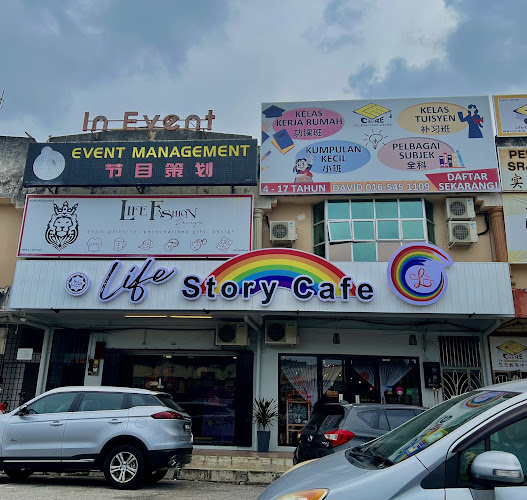 In Event
EVENT MANAGEMENT
节目策划
LIFE FASHION
Life Story Cafe
KELAS
KERJA RUMAH
功课班
KELAS
TUISYEN
补习班
KUMPULAN
KECIL
小班
PELBAGAI
SUBJEK
全科
4 - 17 TAHUN DAVID 016 545 1109
DAFTAR
SEKARANG!